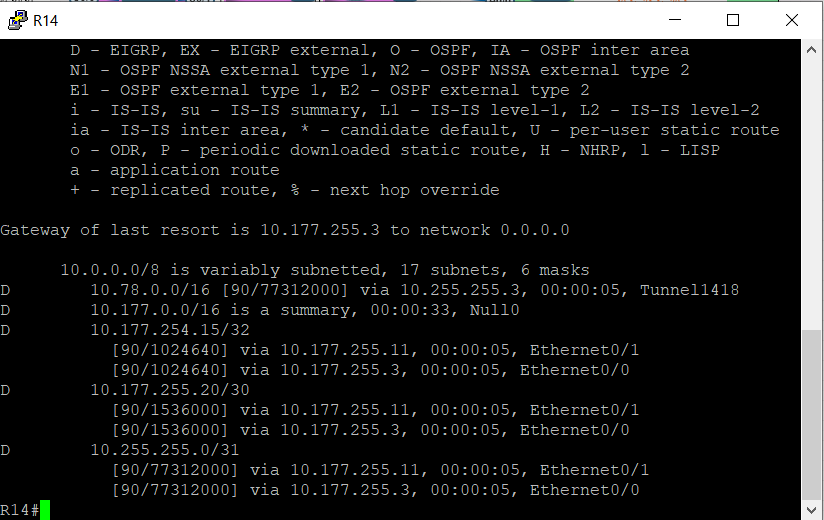 R14
D - EIGRP, EX - EIGRP external, O - OSPF, IA - OSPF inter area
N1 - OSPF NSSA external type 1, N2 - OSPF NSSA external type 2
E1 - OSPF external type 1, E2 - OSPF external type 2
i - IS-IS, su - IS-IS summary, L1 - IS-IS level-1, L2 - IS-IS level-2
ia - IS-IS inter area, * - candidate default, U - per-user static route
o - ODR, P - periodic downloaded static route, H - NHRP, l - LISP
a - application route
+ - replicated route, % - next hop override
Gateway of last resort is 10.177.255.3 to network 0.0.0.0
10.0.0.0/8 is variably subnetted, 17 subnets, 6 masks
D 10.78.0.0/16 [90/77312000] via 10.255.255.3, 00:00:05, Tunnel1418
D 10.177.0.0/16 is a summary, 00:00:33, Null0
D 10.177.254.15/32
[90/1024640] via 10.177.255.11, 00:00:05, Ethernet0/1
[90/1024640] via 10.177.255.3, 00:00:05, Ethernet0/0
D 10.177.255.20/30
[90/1536000] via 10.177.255.11, 00:00:05, Ethernet0/1
[90/1536000] via 10.177.255.3, 00:00:05, Ethernet0/0
D 10.255.255.0/31
[90/77312000] via 10.177.255.11, 00:00:05, Ethernet0/1
[90/77312000] via 10.177.255.3, 00:00:05, Ethernet0/0
R14#